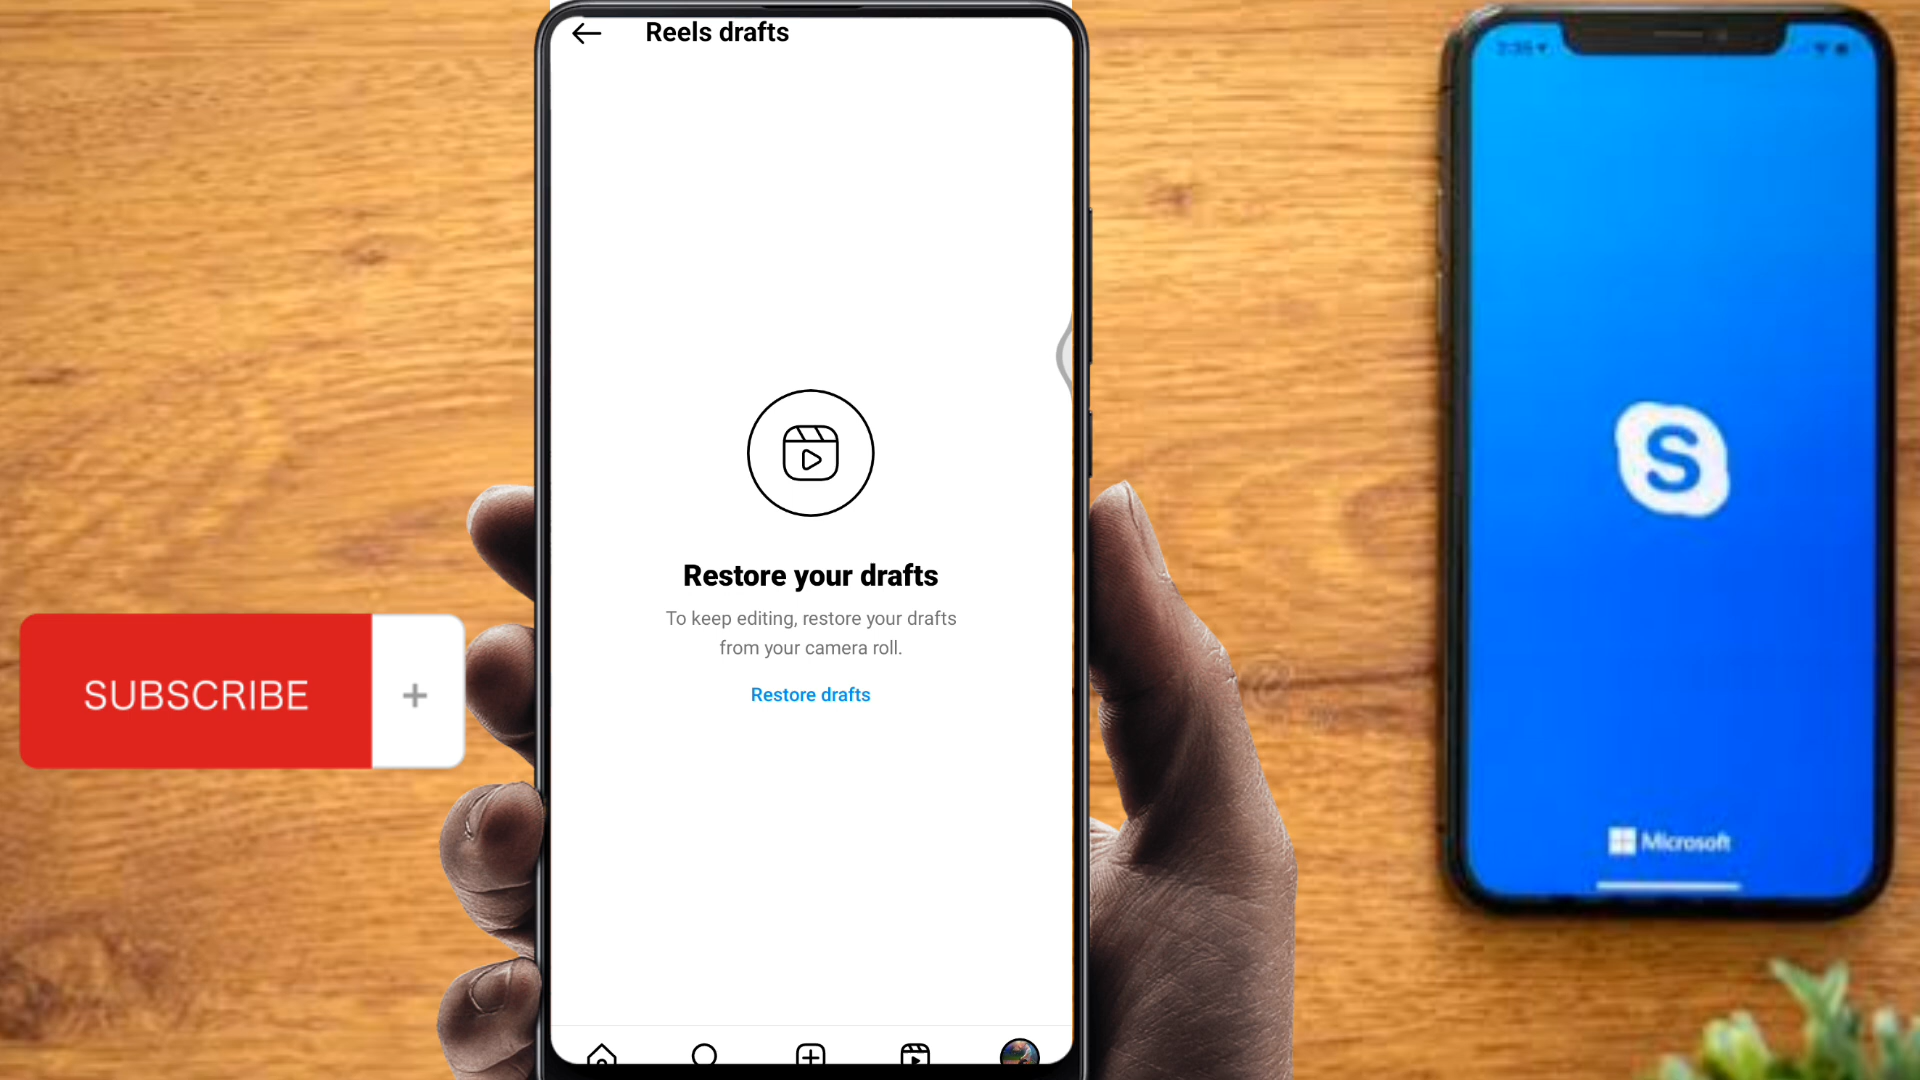 Reels drafts
Restore your drafts
To keep editing, restore your drafts
from your camera roll.
Restore drafts
SUBSCRIBE +
S
Microsoft